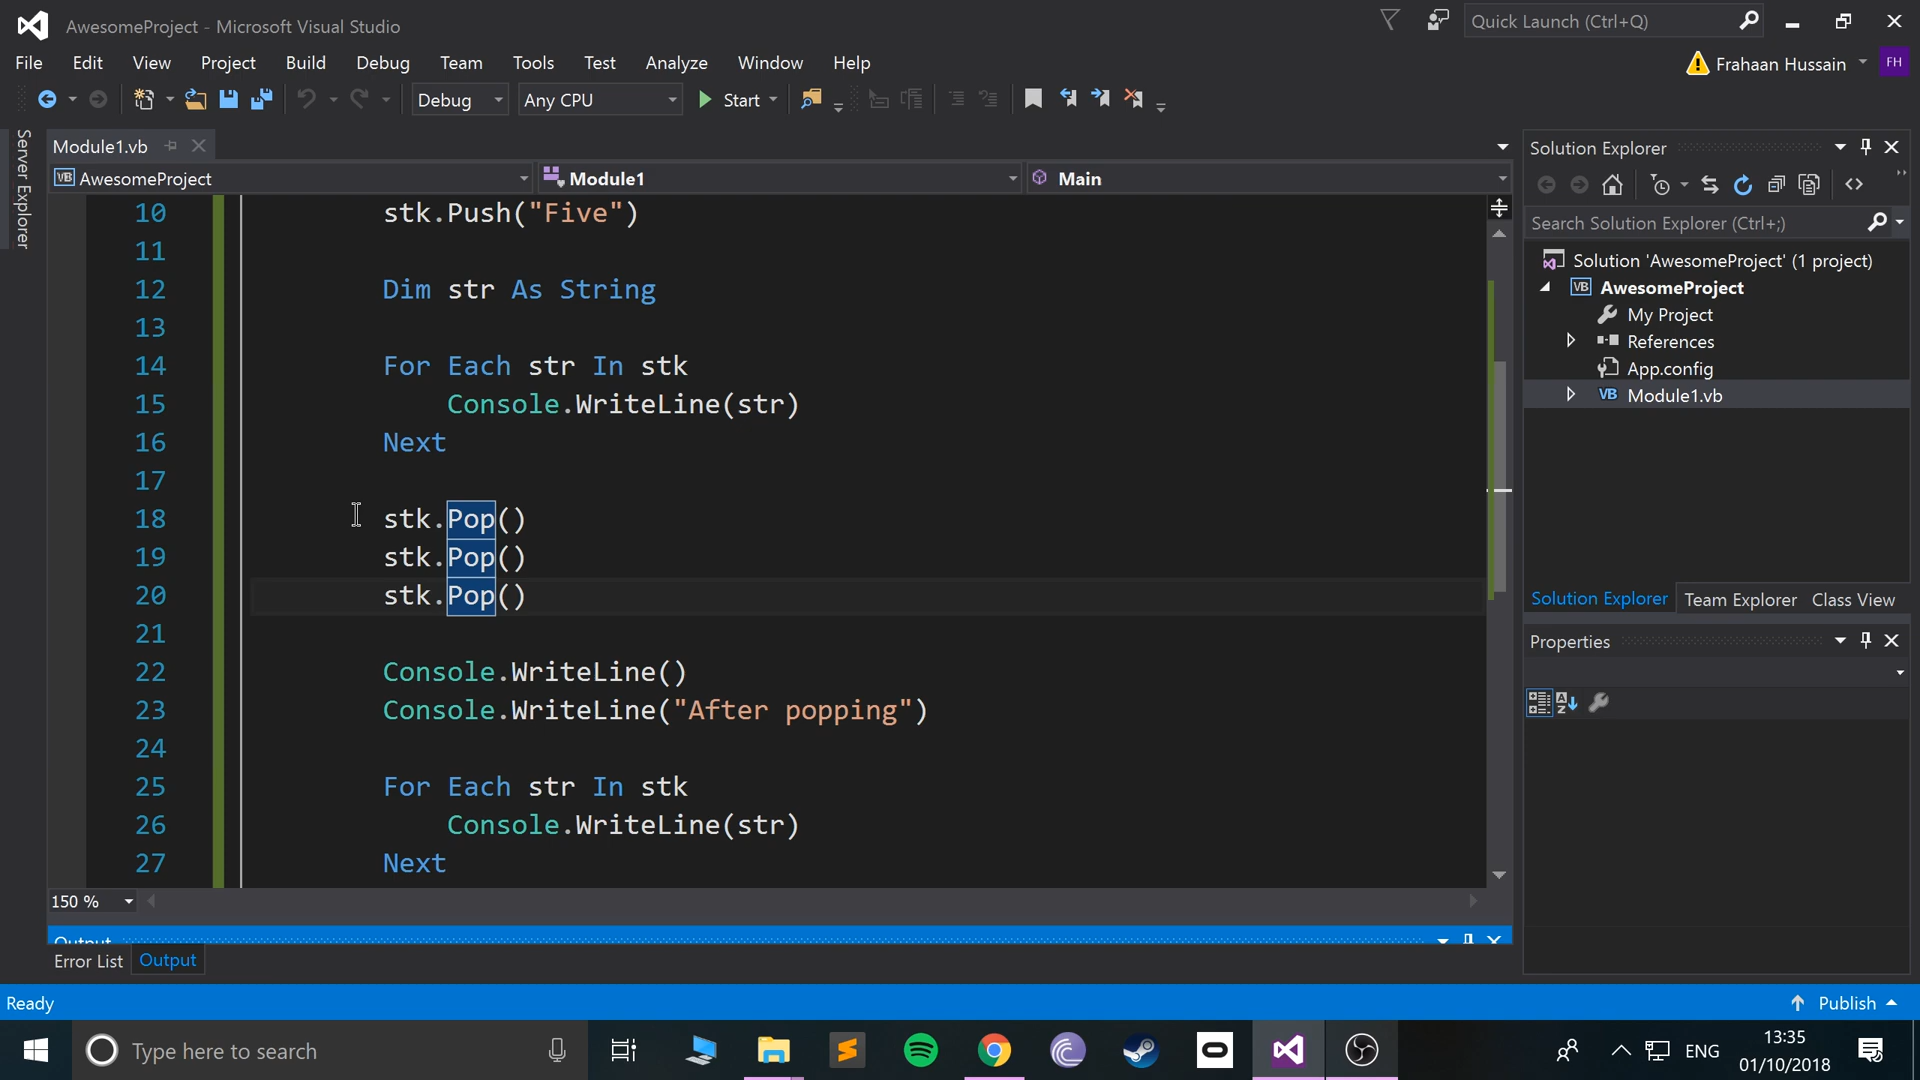 AwesomeProject - Microsoft Visual Studio
Quick Launch (Ctrl+Q)
File Edit View Project Build Debug Team Tools Test Analyze Window Help
Frahaan Hussain FH
Debug Any CPU Start
Server Explorer
Module1.vb
VB AwesomeProject Module1 Main
10 stk.Push("Five")
11
12 Dim str As String
13
14 For Each str In stk
15 Console.WriteLine(str)
16 Next
17
18 stk.Pop()
19 stk.Pop()
20 stk.Pop()
21
22 Console.WriteLine()
23 Console.WriteLine("After popping")
24
25 For Each str In stk
26 Console.WriteLine(str)
27 Next
150 %
Output
Error List Output
Solution Explorer
Search Solution Explorer (Ctrl+;)
Solution 'AwesomeProject' (1 project)
VB AwesomeProject
My Project
References
App.config
VB Module1.vb
Solution Explorer Team Explorer Class View
Properties
Ready
Publish
Type here to search
ENG
13:35
01/10/2018